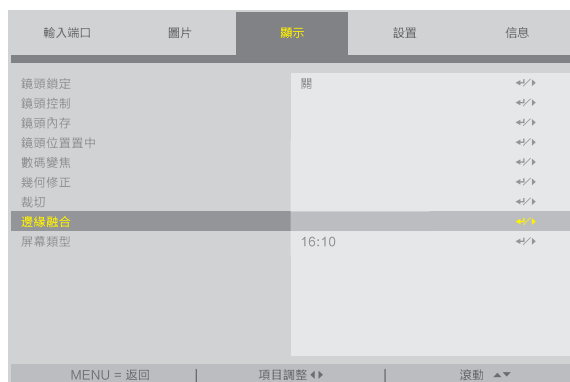 輸入端口 圖片 顯示 設置 信息
鏡頭鎖定 關 ↵/▶
鏡頭控制 ↵/▶
鏡頭內存 ↵/▶
鏡頭位置置中 ↵/▶
數碼變焦 ↵/▶
幾何修正 ↵/▶
裁切 ↵/▶
邊緣融合 ↵/▶
屏幕類型 16:10 ↵/▶
MENU = 返回 | 項目調整 ◀▶ | 滾動 ▲▼